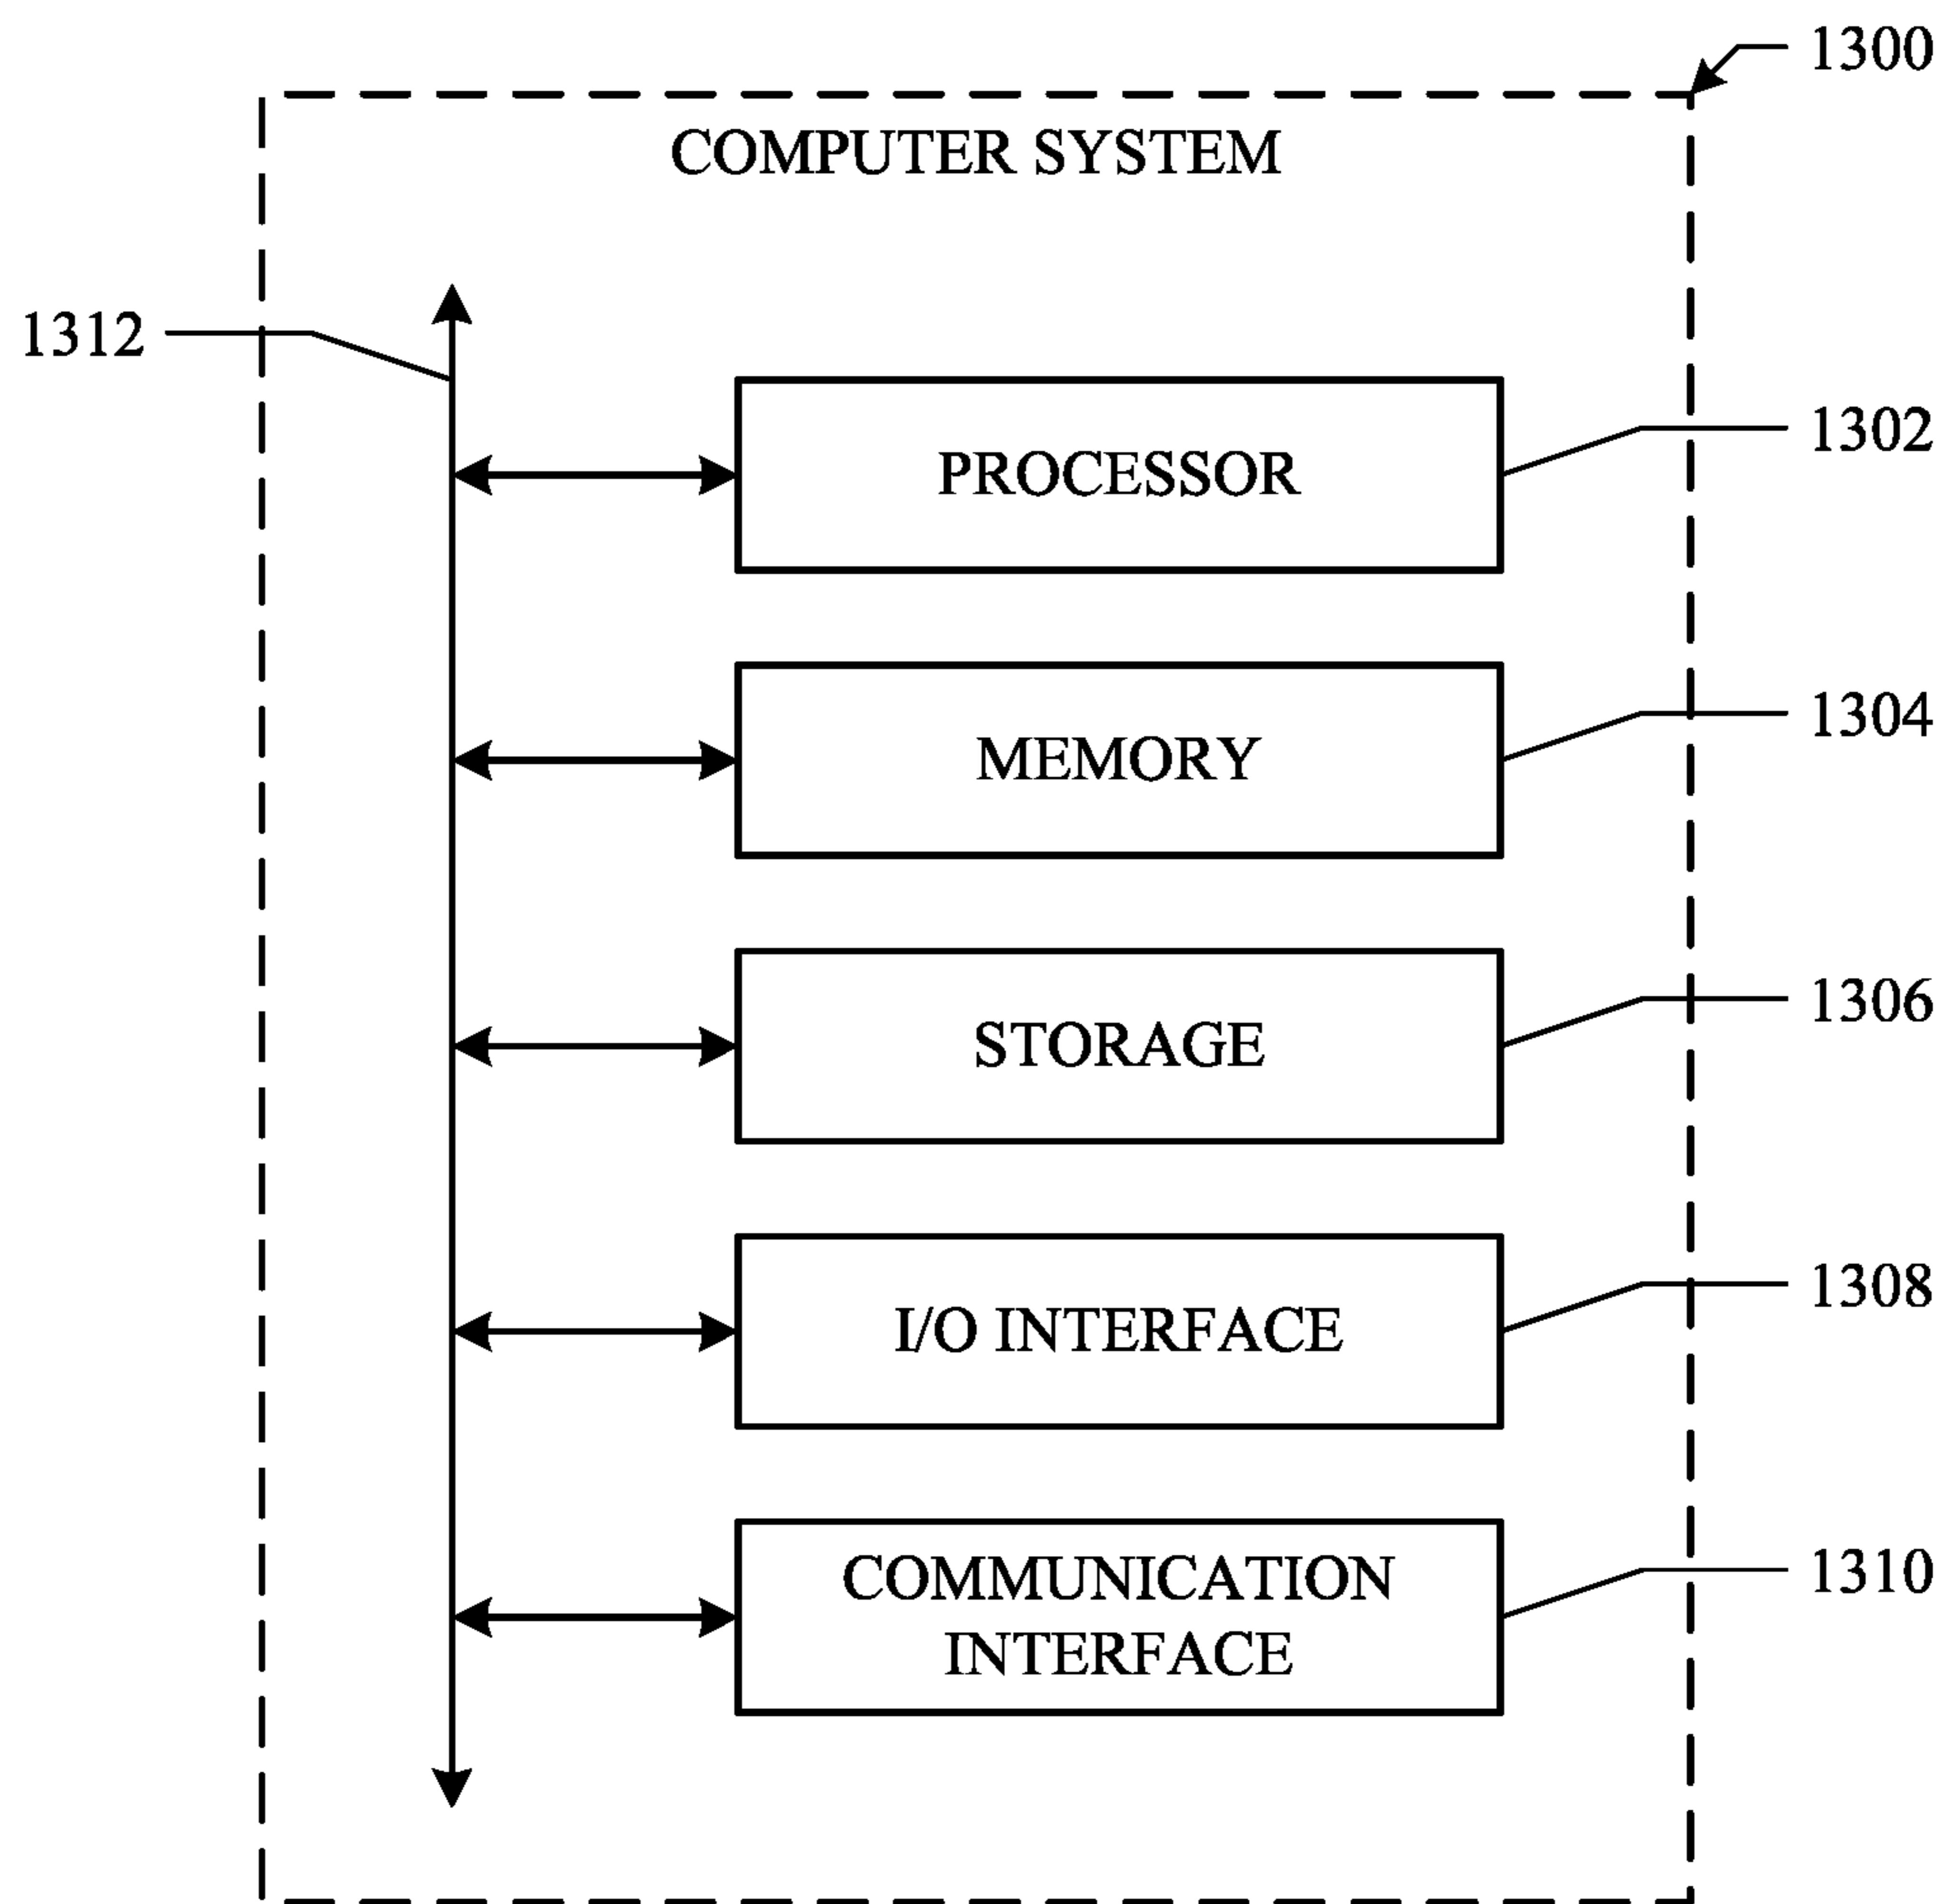 1300
COMPUTER SYSTEM
1312
PROCESSOR
1302
MEMORY
1304
STORAGE
1306
I/O INTERFACE
1308
COMMUNICATION
INTERFACE
1310